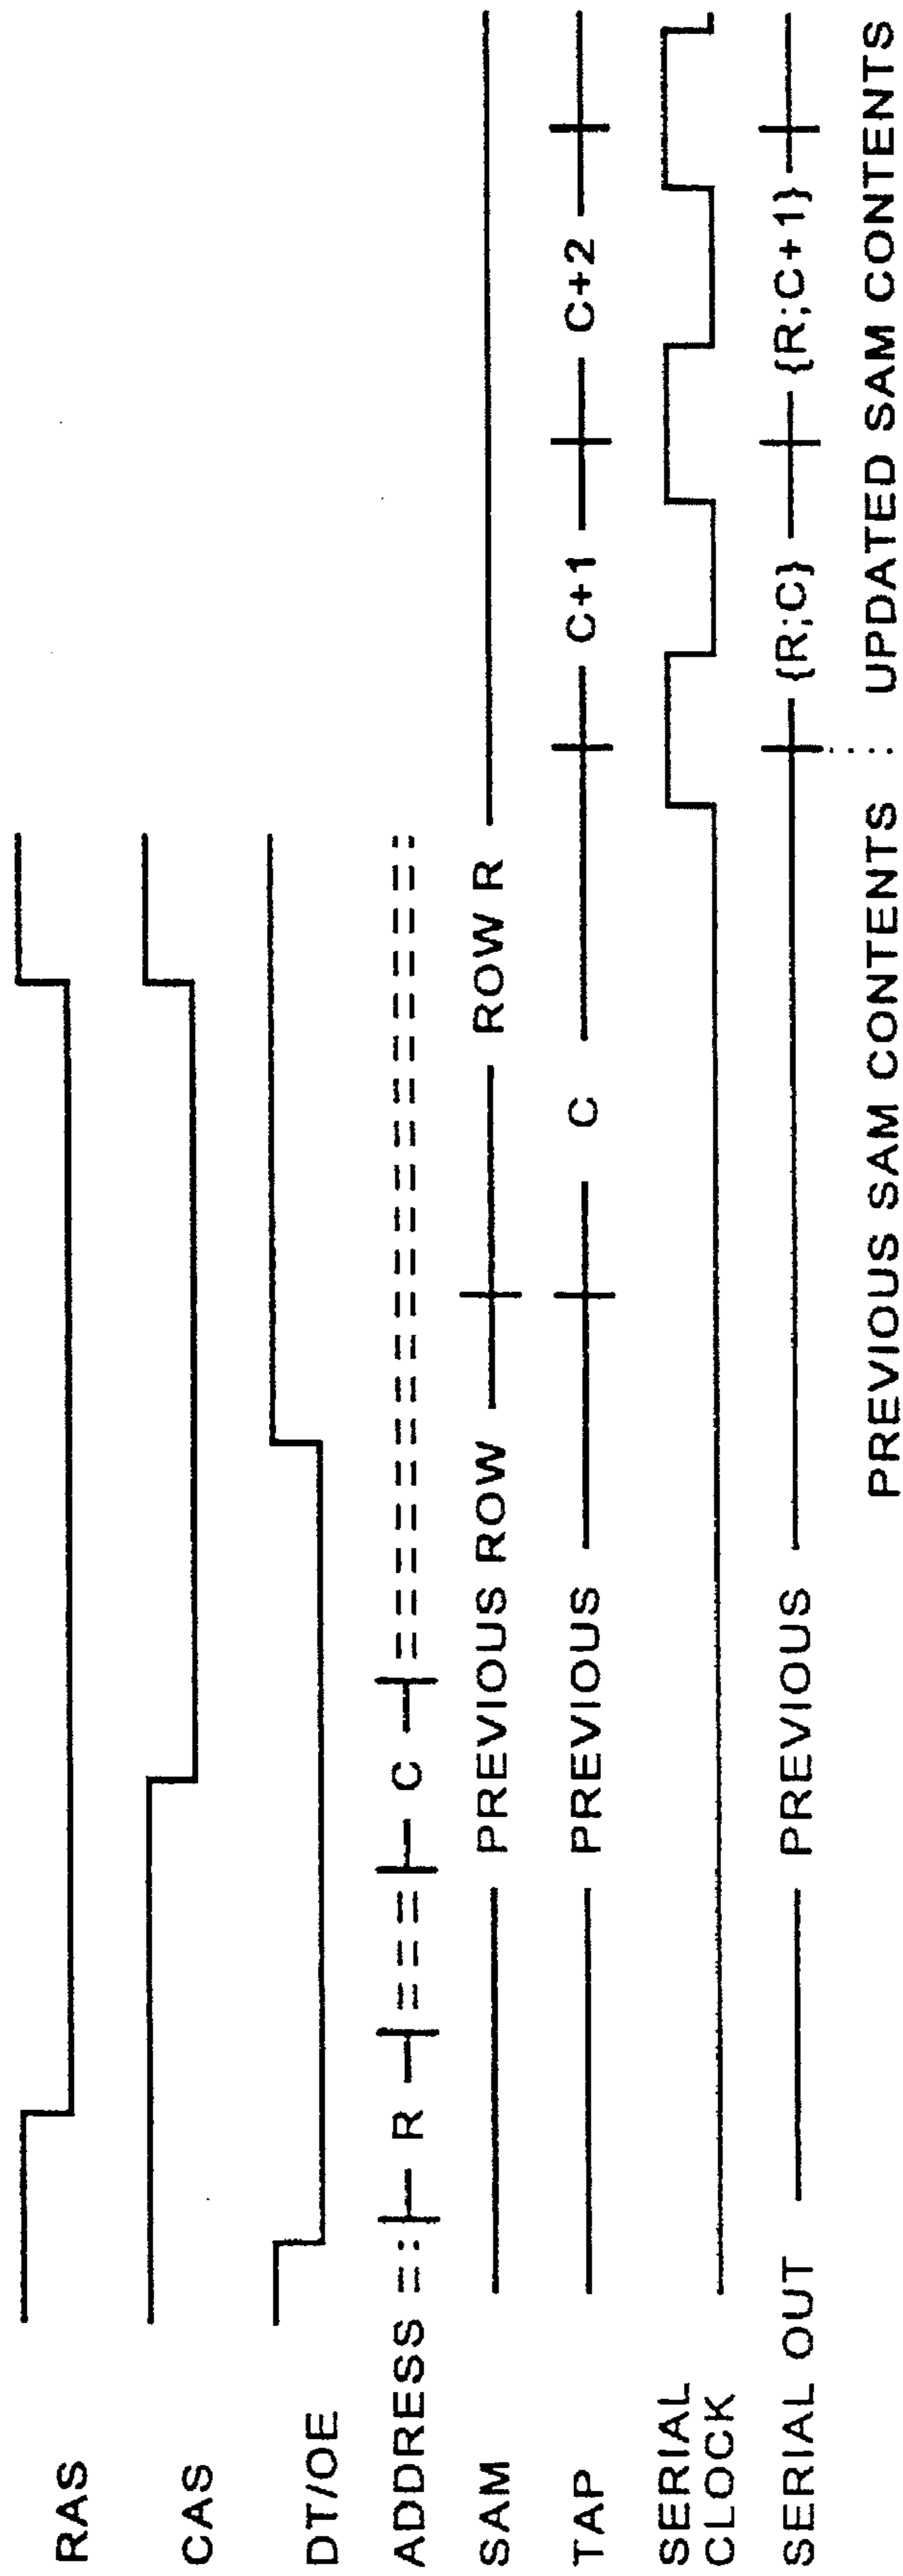 RAS
CAS
DT/OE
ADDRESS R C
SAM PREVIOUS ROW ROW R
TAP PREVIOUS C C+1 C+2
SERIAL
CLOCK
SERIAL OUT PREVIOUS {R;C} {R;C+1}
PREVIOUS SAM CONTENTS : UPDATED SAM CONTENTS